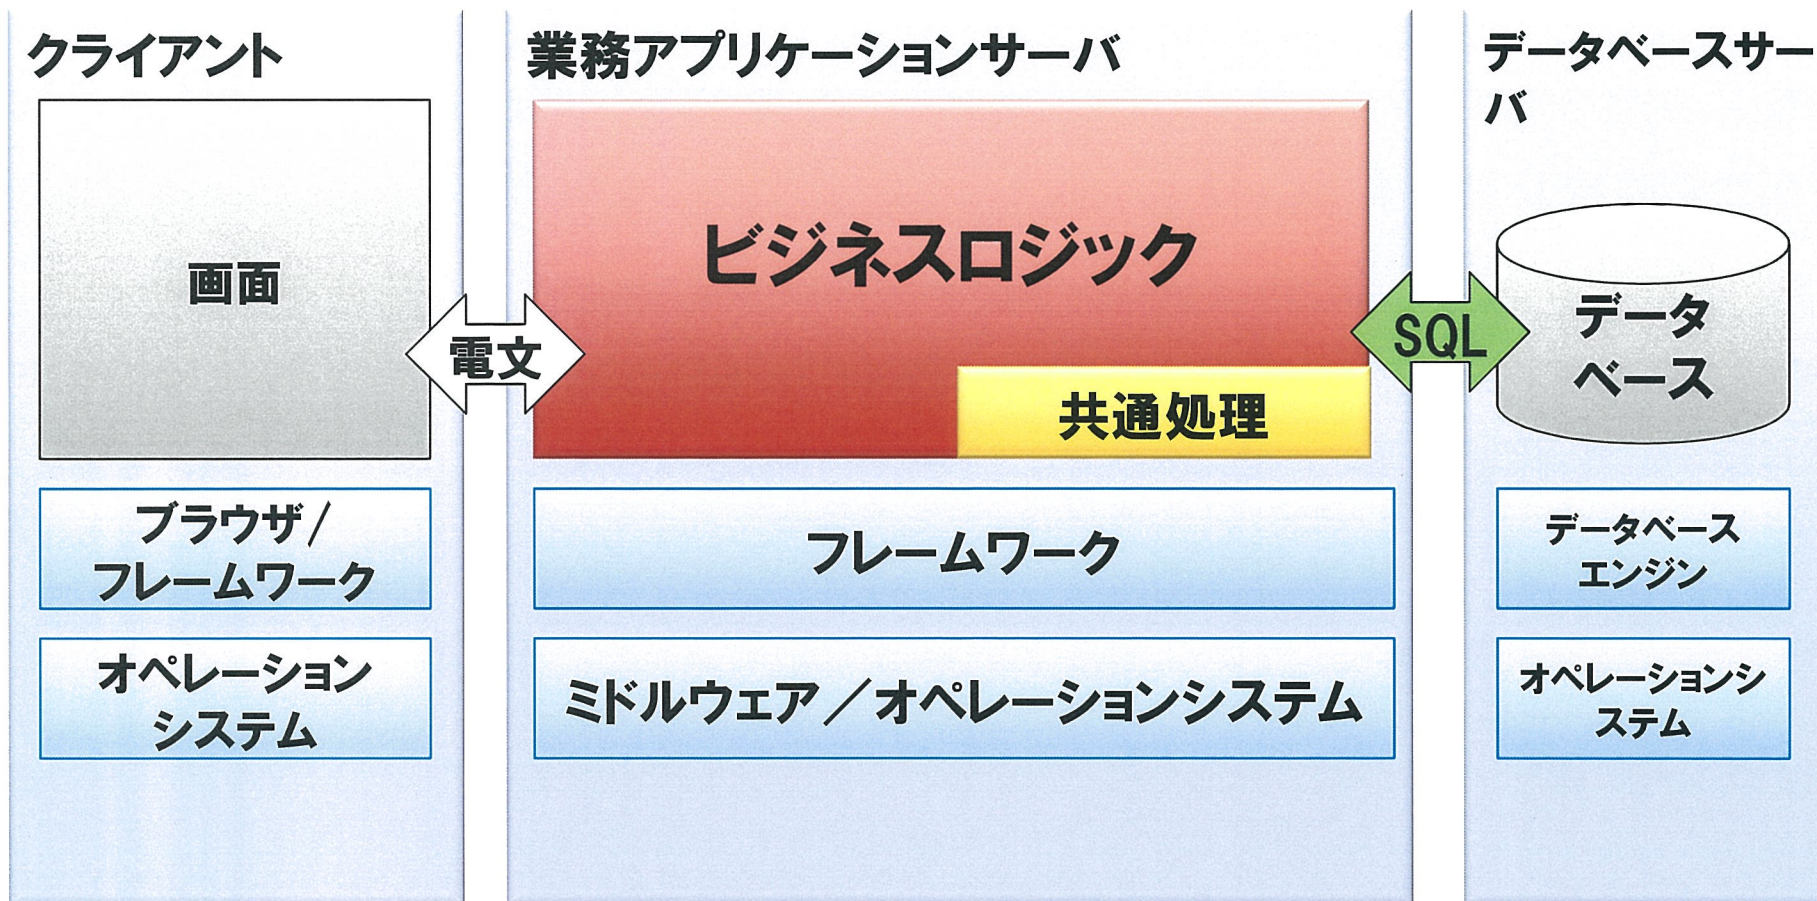 クライアント
画面
ブラウザ/
フレームワーク
オペレーション
システム
電文
業務アプリケーションサーバ
ビジネスロジック
共通処理
フレームワーク
ミドルウェア/オペレーションシステム
SQL
データベースサー
バ
データ
ベース
データベース
エンジン
オペレーションシ
ステム